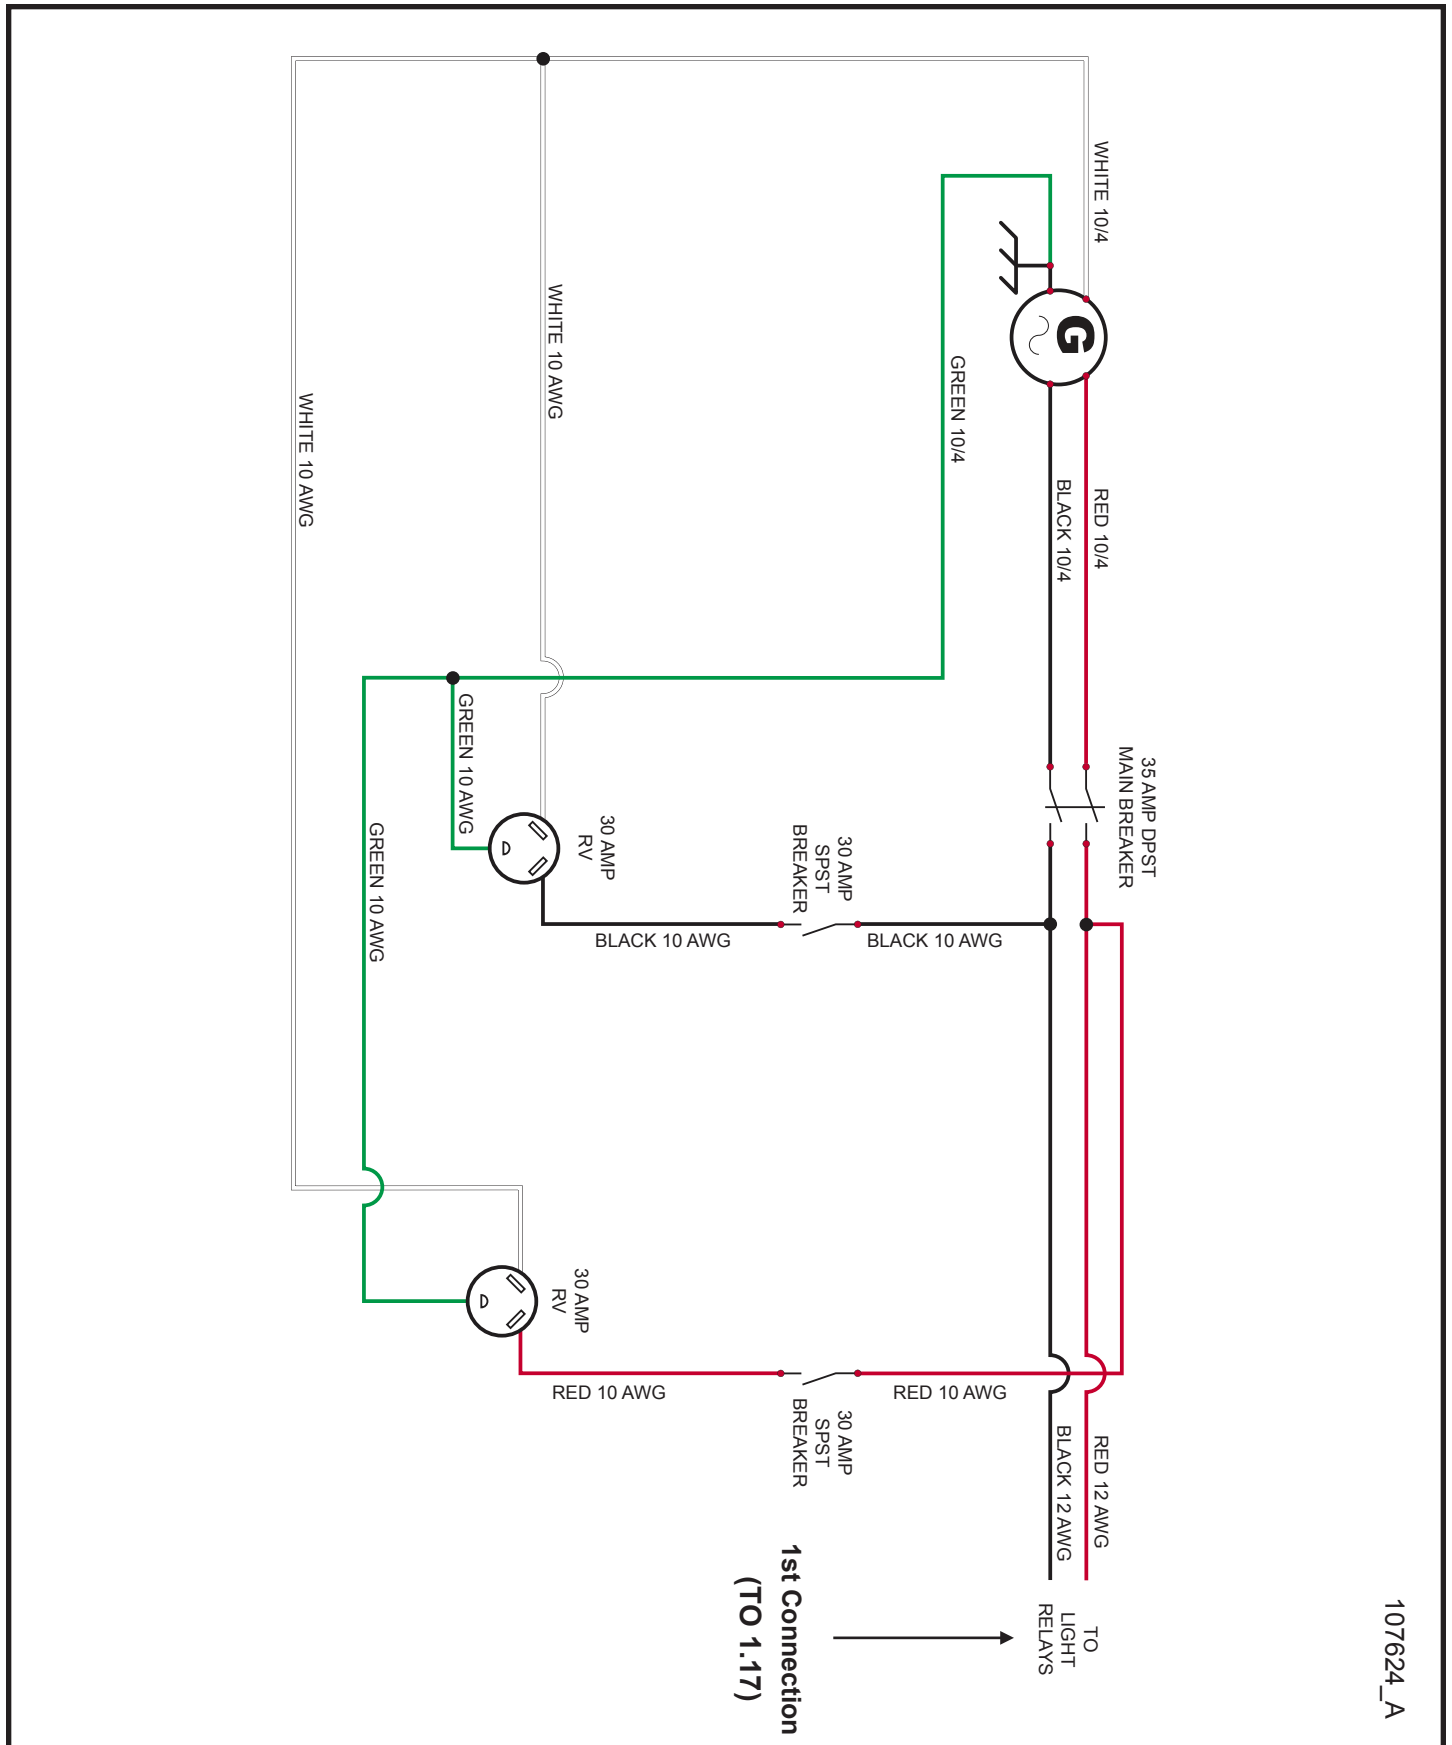 107624_A
WHITE 10/4
G
GREEN 10/4
RED 10/4
BLACK 10/4
WHITE 10 AWG
WHITE 10 AWG
35 AMP DPST
MAIN BREAKER
GREEN 10 AWG
GREEN 10 AWG
30 AMP
RV
30 AMP
SPST
BREAKER
BLACK 10 AWG
BLACK 10 AWG
30 AMP
RV
RED 10 AWG
RED 10 AWG
30 AMP
SPST
BREAKER
RED 12 AWG
BLACK 12 AWG
TO
LIGHT
RELAYS
1st Connection
(TO 1.17)